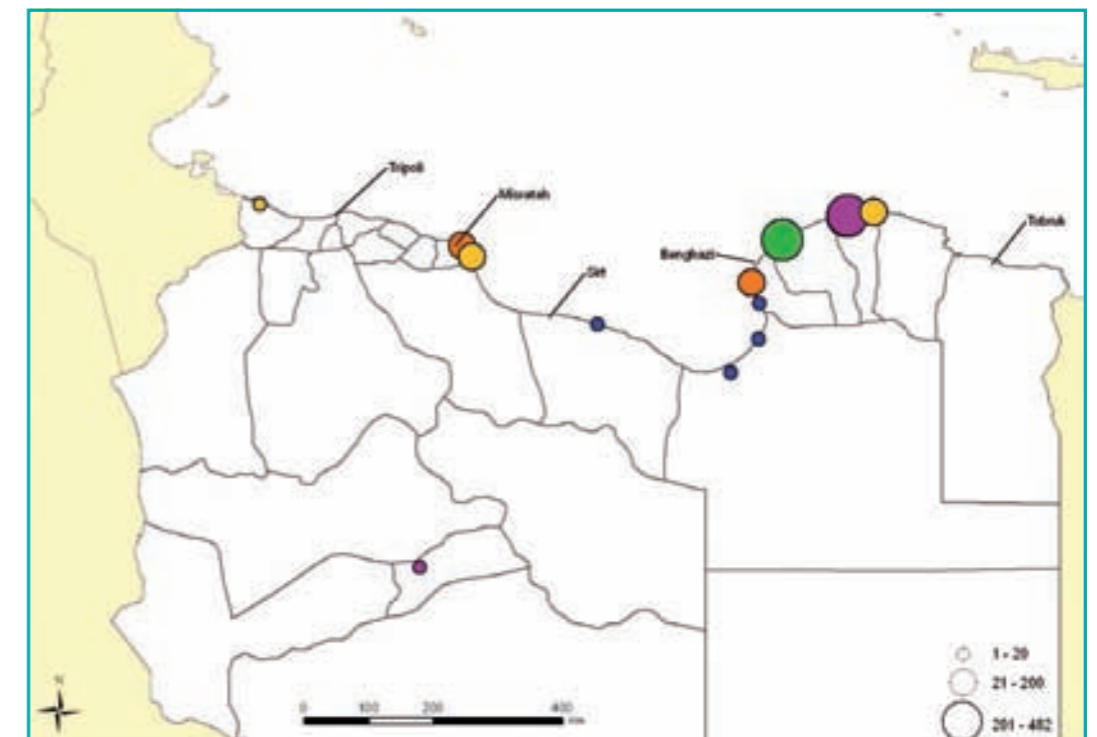 Tripoli
Misratah
Sirt
Benghazi
Tobruk
N
0 100 200 400
1 - 20
21 - 200
201 - 482